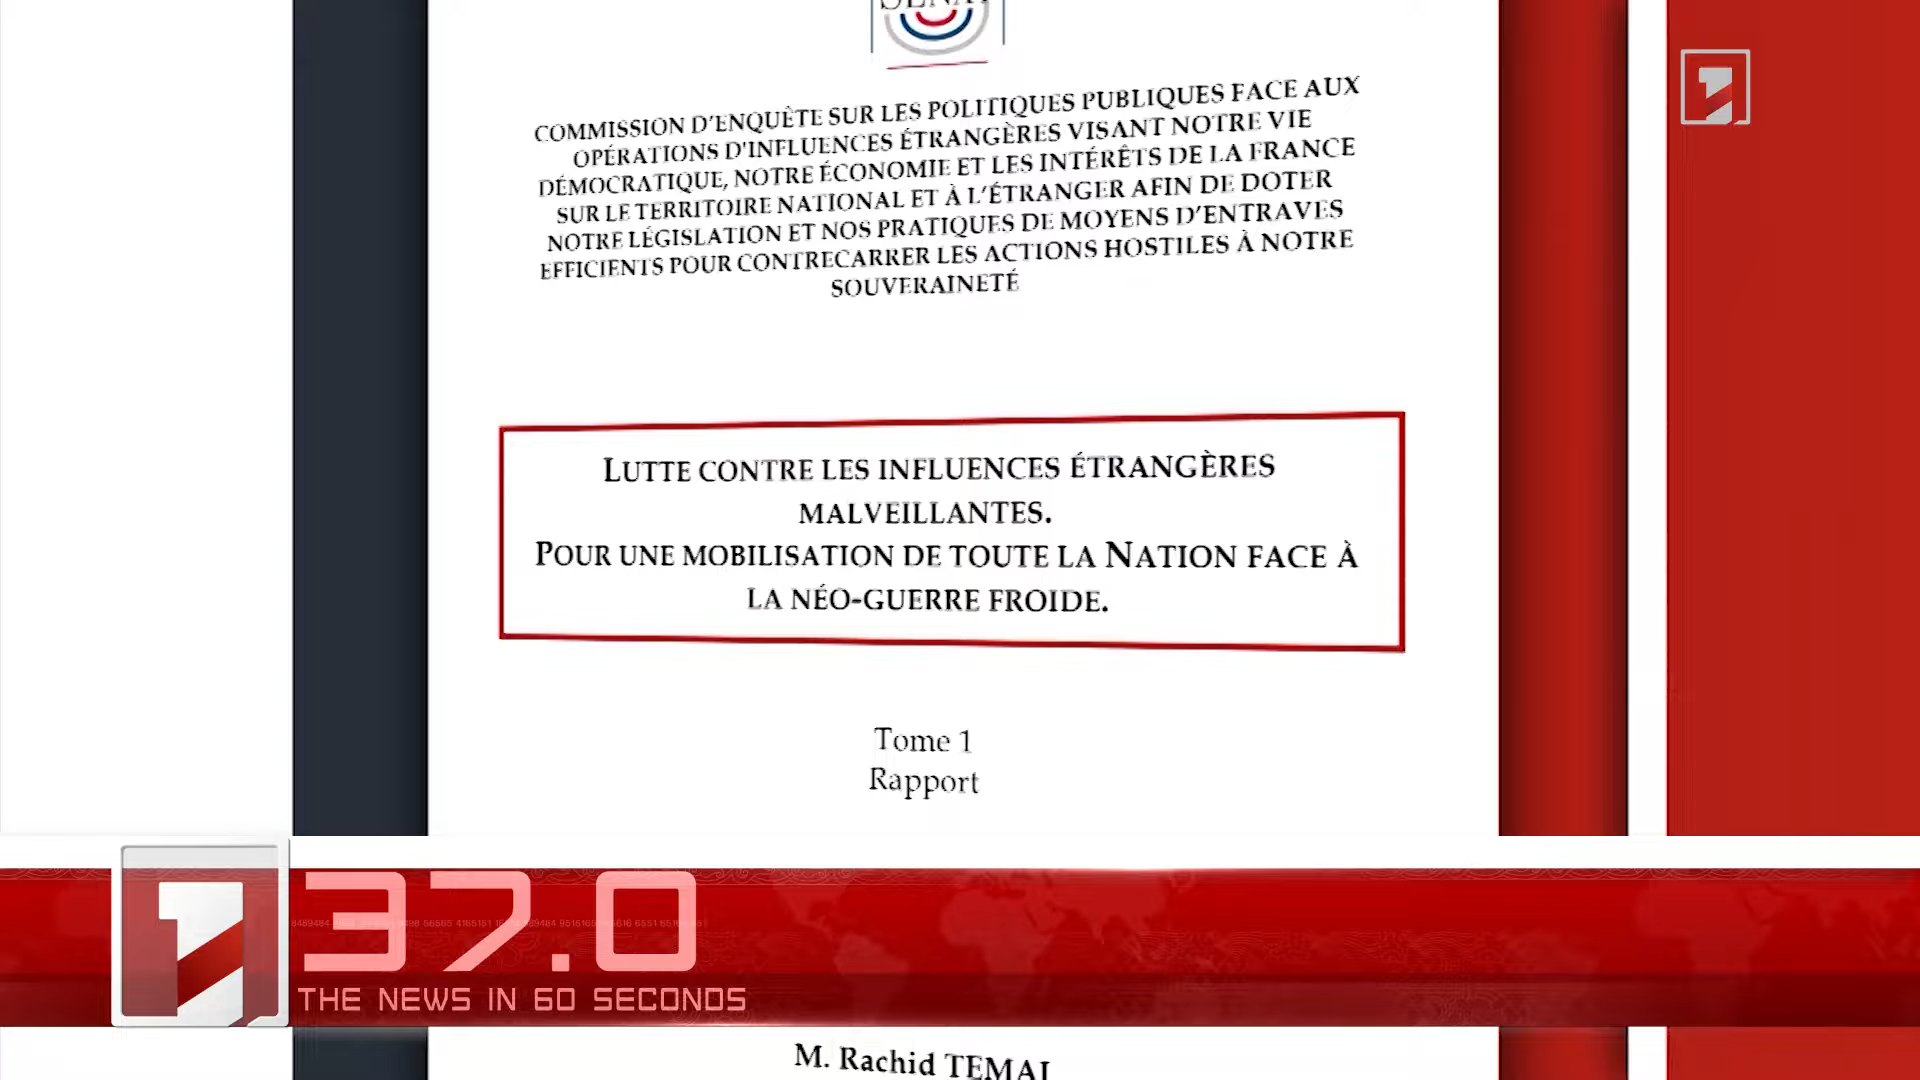 COMMISSION D'ENQUÊTE SUR LES POLITIQUES PUBLIQUES FACE AUX
OPÉRATIONS D'INFLUENCES ÉTRANGÈRES VISANT NOTRE VIE
DÉMOCRATIQUE, NOTRE ÉCONOMIE ET LES INTÉRÊTS DE LA FRANCE
SUR LE TERRITOIRE NATIONAL ET À L'ÉTRANGER AFIN DE DOTER
NOTRE LÉGISLATION ET NOS PRATIQUES DE MOYENS D'ENTRAVES
EFFICIENTS POUR CONTRECARRER LES ACTIONS HOSTILES À NOTRE
SOUVERAINETÉ
LUTTE CONTRE LES INFLUENCES ÉTRANGÈRES
MALVEILLANTES.
POUR UNE MOBILISATION DE TOUTE LA NATION FACE À
LA NÉO-GUERRE FROIDE.
Tome 1
Rapport
37.0
THE NEWS IN 60 SECONDS
M. Rachid